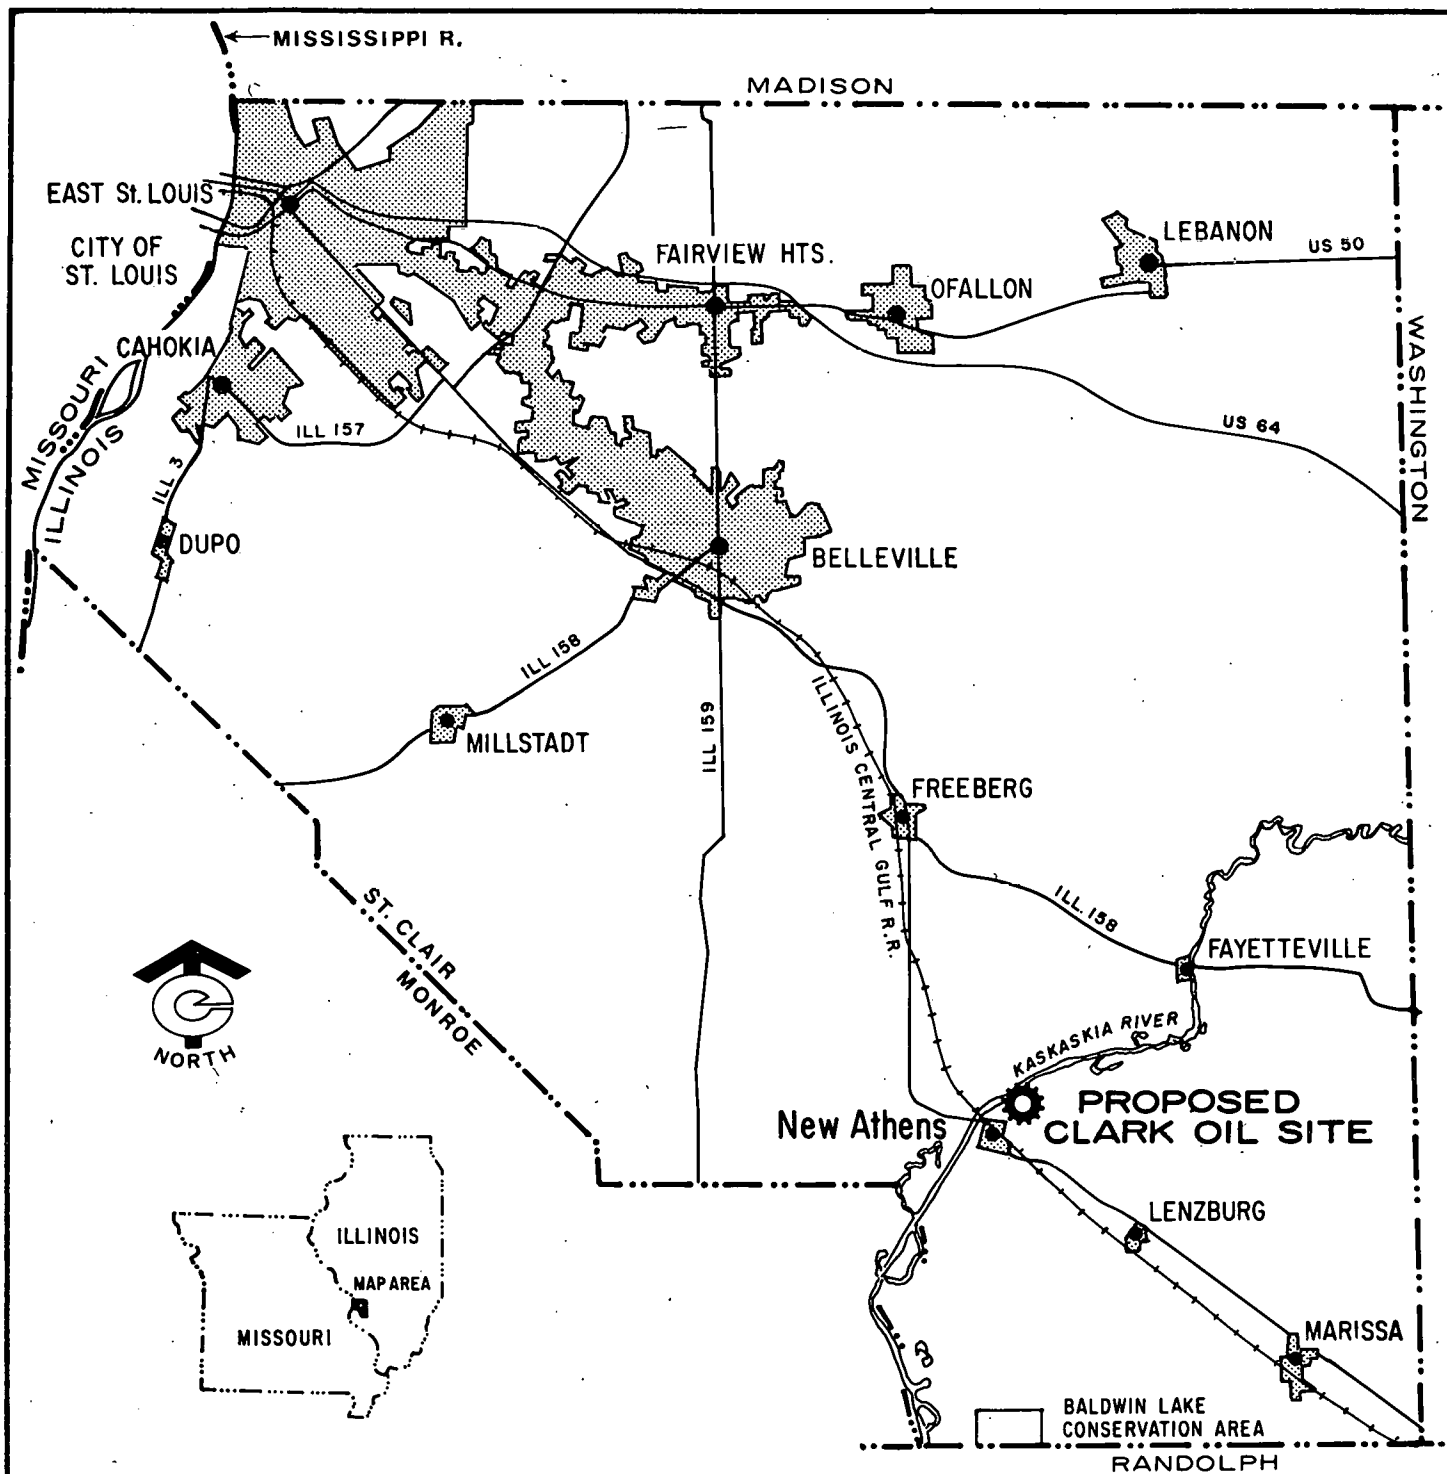 MISSISSIPPI R.
MADISON
EAST St. LOUIS
CITY OF
ST. LOUIS
FAIRVIEW HTS.
LEBANON
US 50
OFALLON
WASHINGTON
CAHOKIA
MISSOURI
ILLINOIS
ILL 157
US 64
ILL 3
DUPO
BELLEVILLE
ILL 158
ILL 159
MILLSTADT
ILLINOIS CENTRAL GULF R.R.
FREEBERG
ILL. 158
ST. CLAIR
MONROE
FAYETTEVILLE
NORTH
KASKASKIA RIVER
PROPOSED
CLARK OIL SITE
New Athens
LENZBURG
ILLINOIS
MAP AREA
MISSOURI
MARISSA
BALDWIN LAKE
CONSERVATION AREA
RANDOLPH